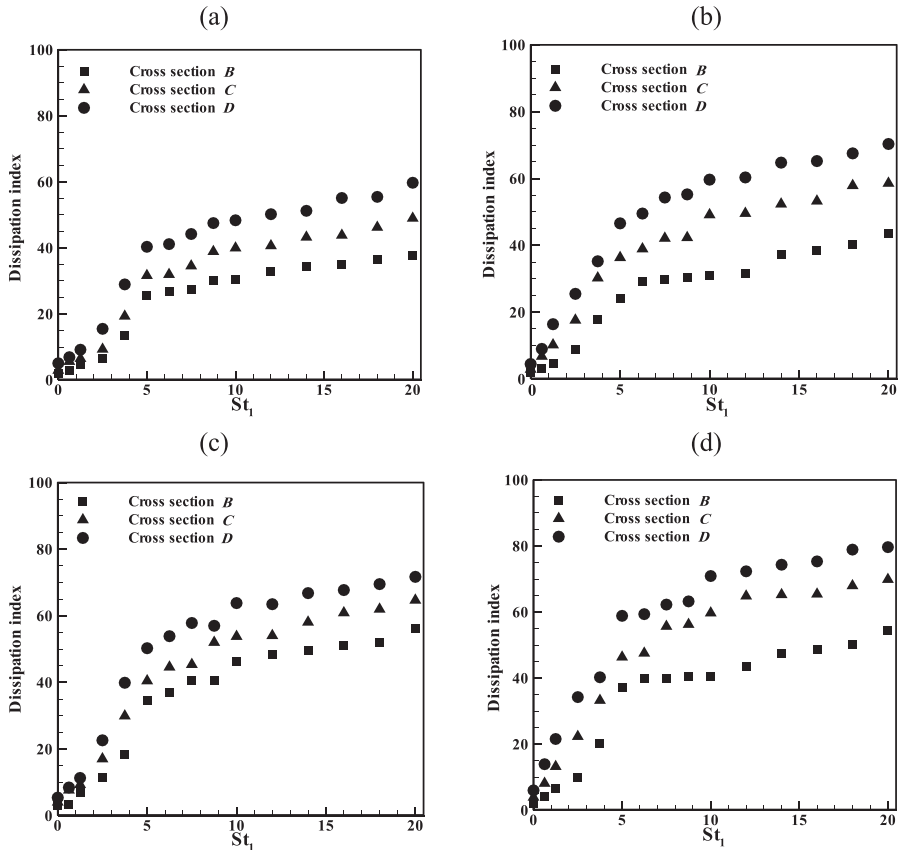 (a)
100
80
60
40
20
0
Dissipation index
Cross section B
Cross section C
Cross section D
0 5 10 15 20
St1
(b)
100
80
60
40
20
0
Dissipation index
Cross section B
Cross section C
Cross section D
0 5 10 15 20
St1
(c)
100
80
60
40
20
0
Dissipation index
Cross section B
Cross section C
Cross section D
0 5 10 15 20
St1
(d)
100
80
60
40
20
0
Dissipation index
Cross section B
Cross section C
Cross section D
0 5 10 15 20
St1